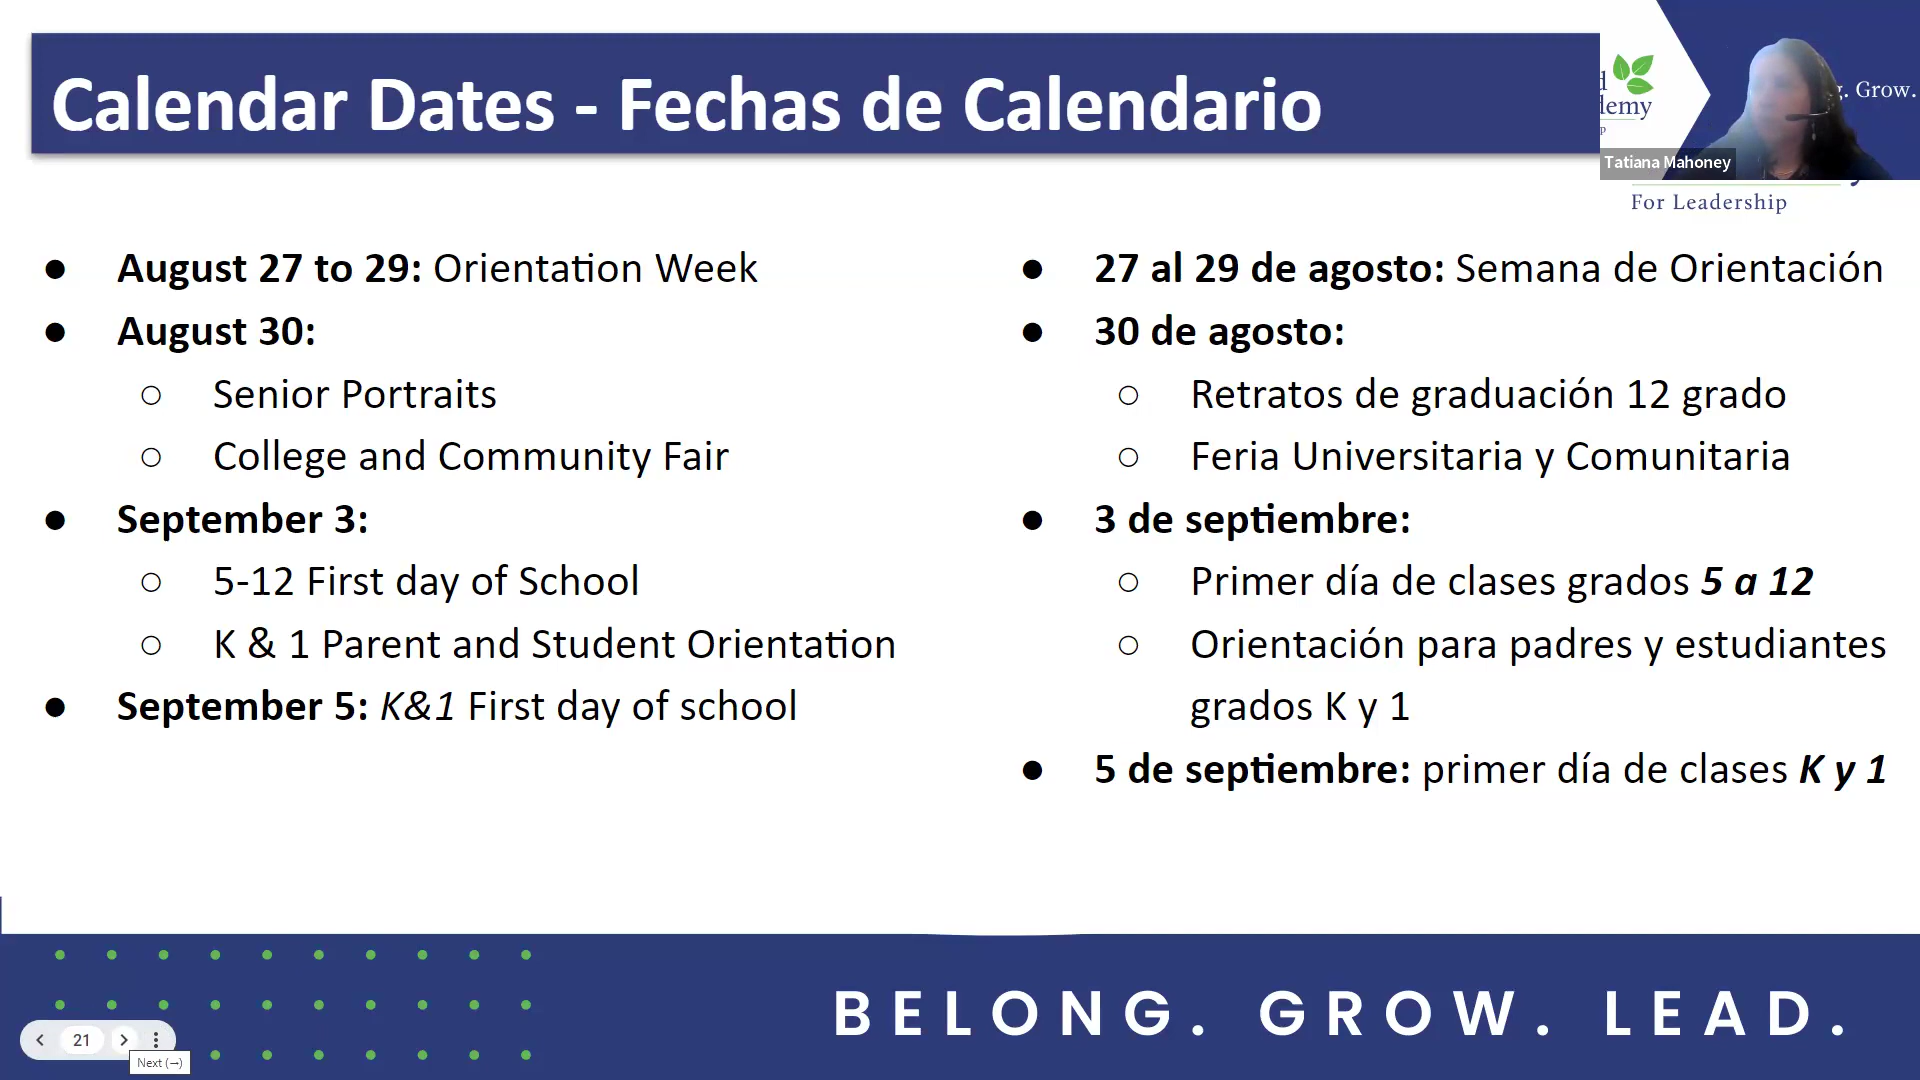 Calendar Dates - Fechas de Calendario
demy
g. Grow.
Tatiana Mahoney
For Leadership
● August 27 to 29: Orientation Week
● August 30:
○ Senior Portraits
○ College and Community Fair
● September 3:
○ 5-12 First day of School
○ K & 1 Parent and Student Orientation
● September 5: K&1 First day of school
● 27 al 29 de agosto: Semana de Orientación
● 30 de agosto:
○ Retratos de graduación 12 grado
○ Feria Universitaria y Comunitaria
● 3 de septiembre:
○ Primer día de clases grados 5 a 12
○ Orientación para padres y estudiantes
grados K y 1
● 5 de septiembre: primer día de clases K y 1
BELONG. GROW. LEAD.
21
Next (→)